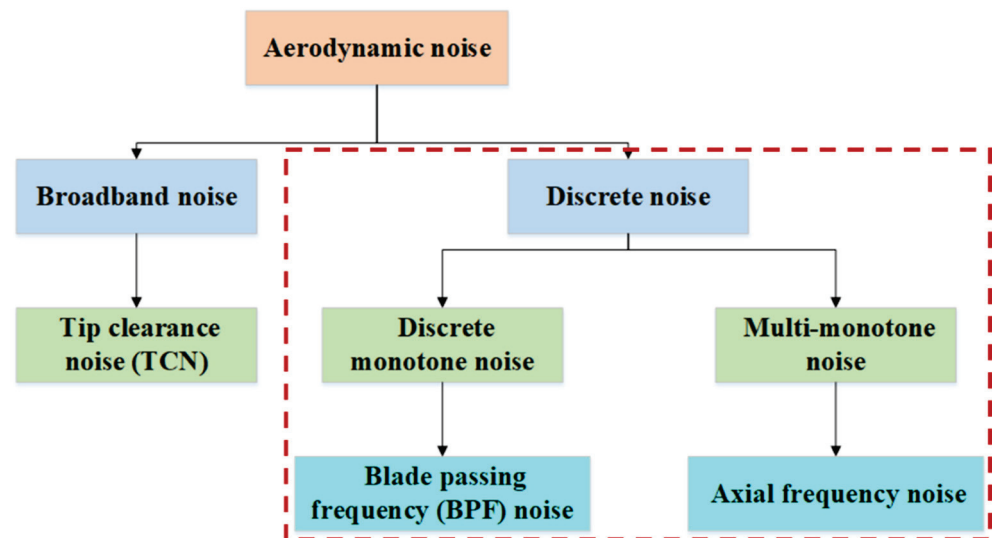 Aerodynamic noise
Broadband noise
Discrete noise
Tip clearance
noise (TCN)
Discrete
monotone noise
Multi-monotone
noise
Blade passing
frequency (BPF) noise
Axial frequency noise